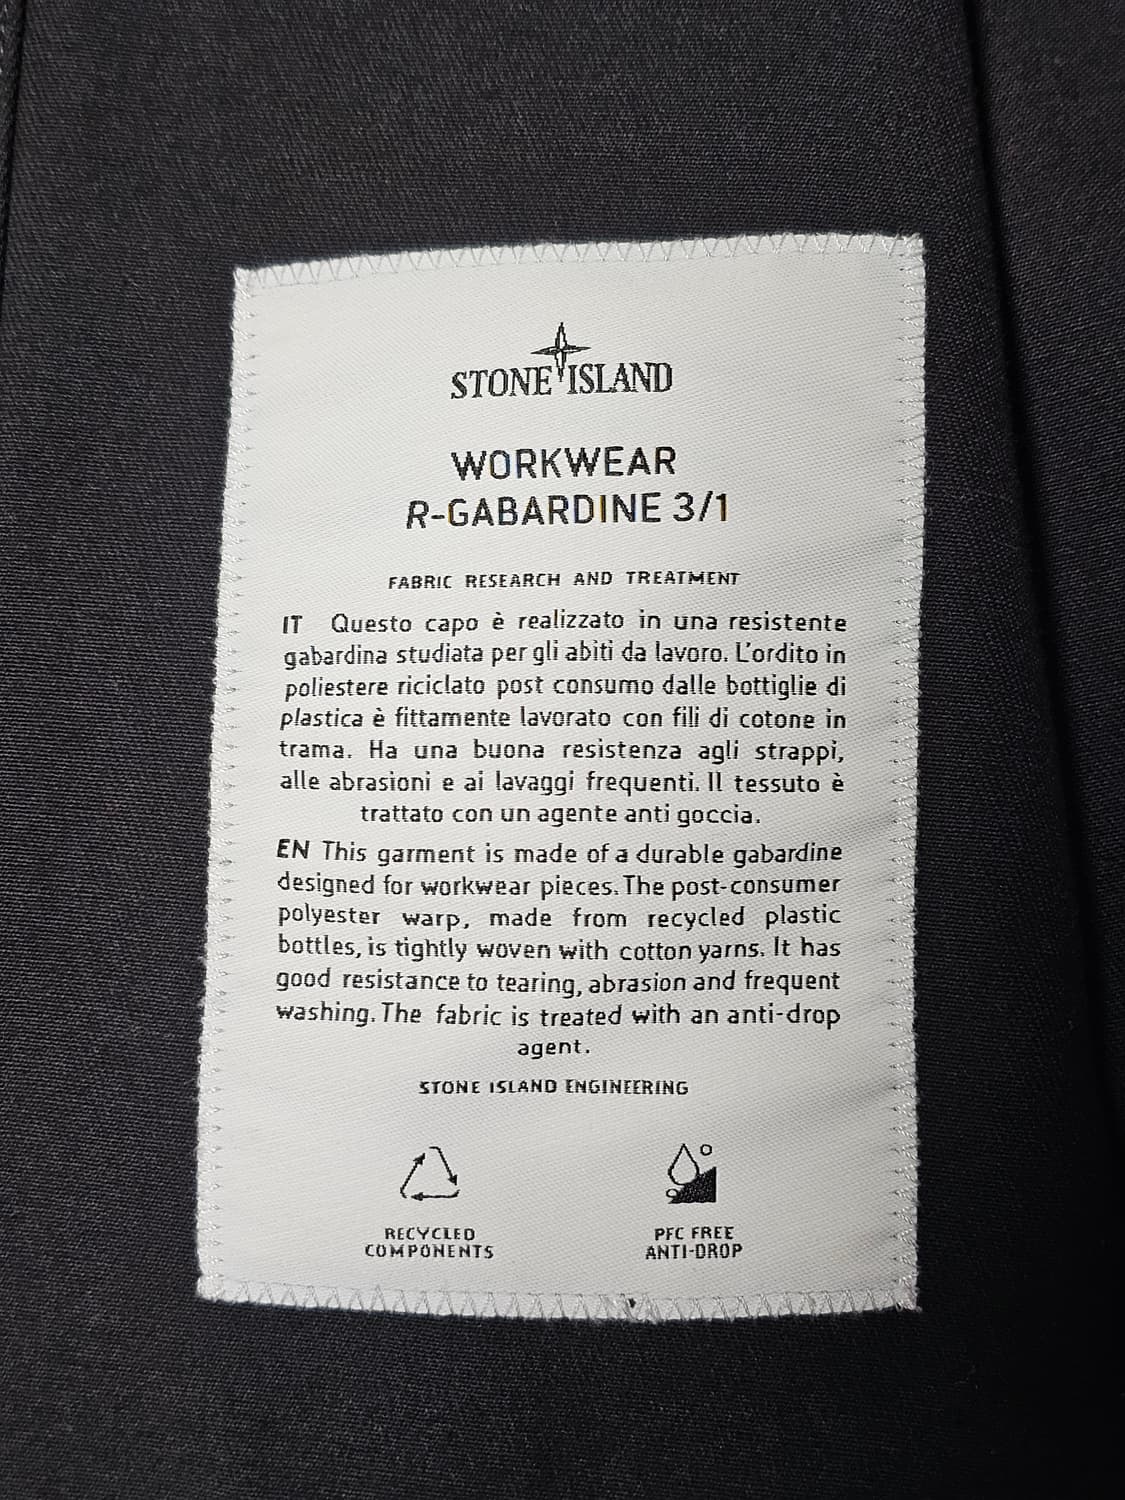 STONE ISLAND
WORKWEAR
R-GABARDINE 3/1
FABRIC RESEARCH AND TREATMENT
IT Questo capo è realizzato in una resistente
gabardina studiata per gli abiti da lavoro. L'ordito in
poliestere riciclato post consumo dalle bottiglie di
plastica è fittamente lavorato con fili di cotone in
trama. Ha una buona resistenza agli strappi,
alle abrasioni e ai lavaggi frequenti. Il tessuto è
trattato con un agente anti goccia.
EN This garment is made of a durable gabardine
designed for workwear pieces. The post-consumer
polyester warp, made from recycled plastic
bottles, is tightly woven with cotton yarns. It has
good resistance to tearing, abrasion and frequent
washing. The fabric is treated with an anti-drop
agent.
STONE ISLAND ENGINEERING
RECYCLED
COMPONENTS
PFC FREE
ANTI-DROP